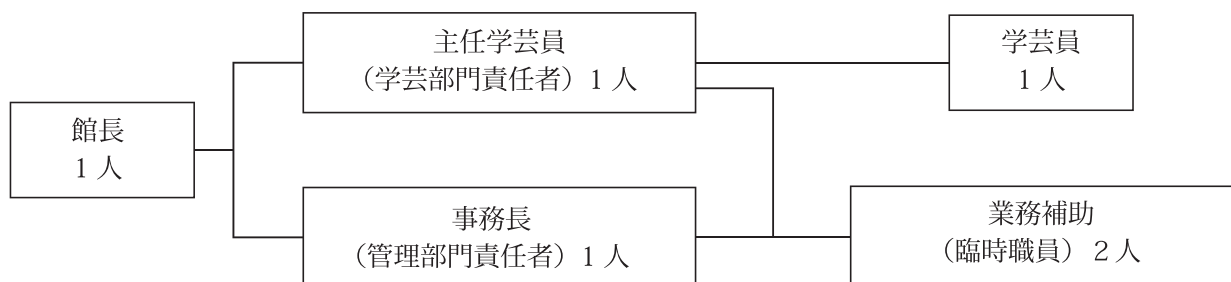 館長
1 人
主任学芸員
（学芸部門責任者）1 人
学芸員
1 人
事務長
（管理部門責任者）1 人
業務補助
（臨時職員）2 人